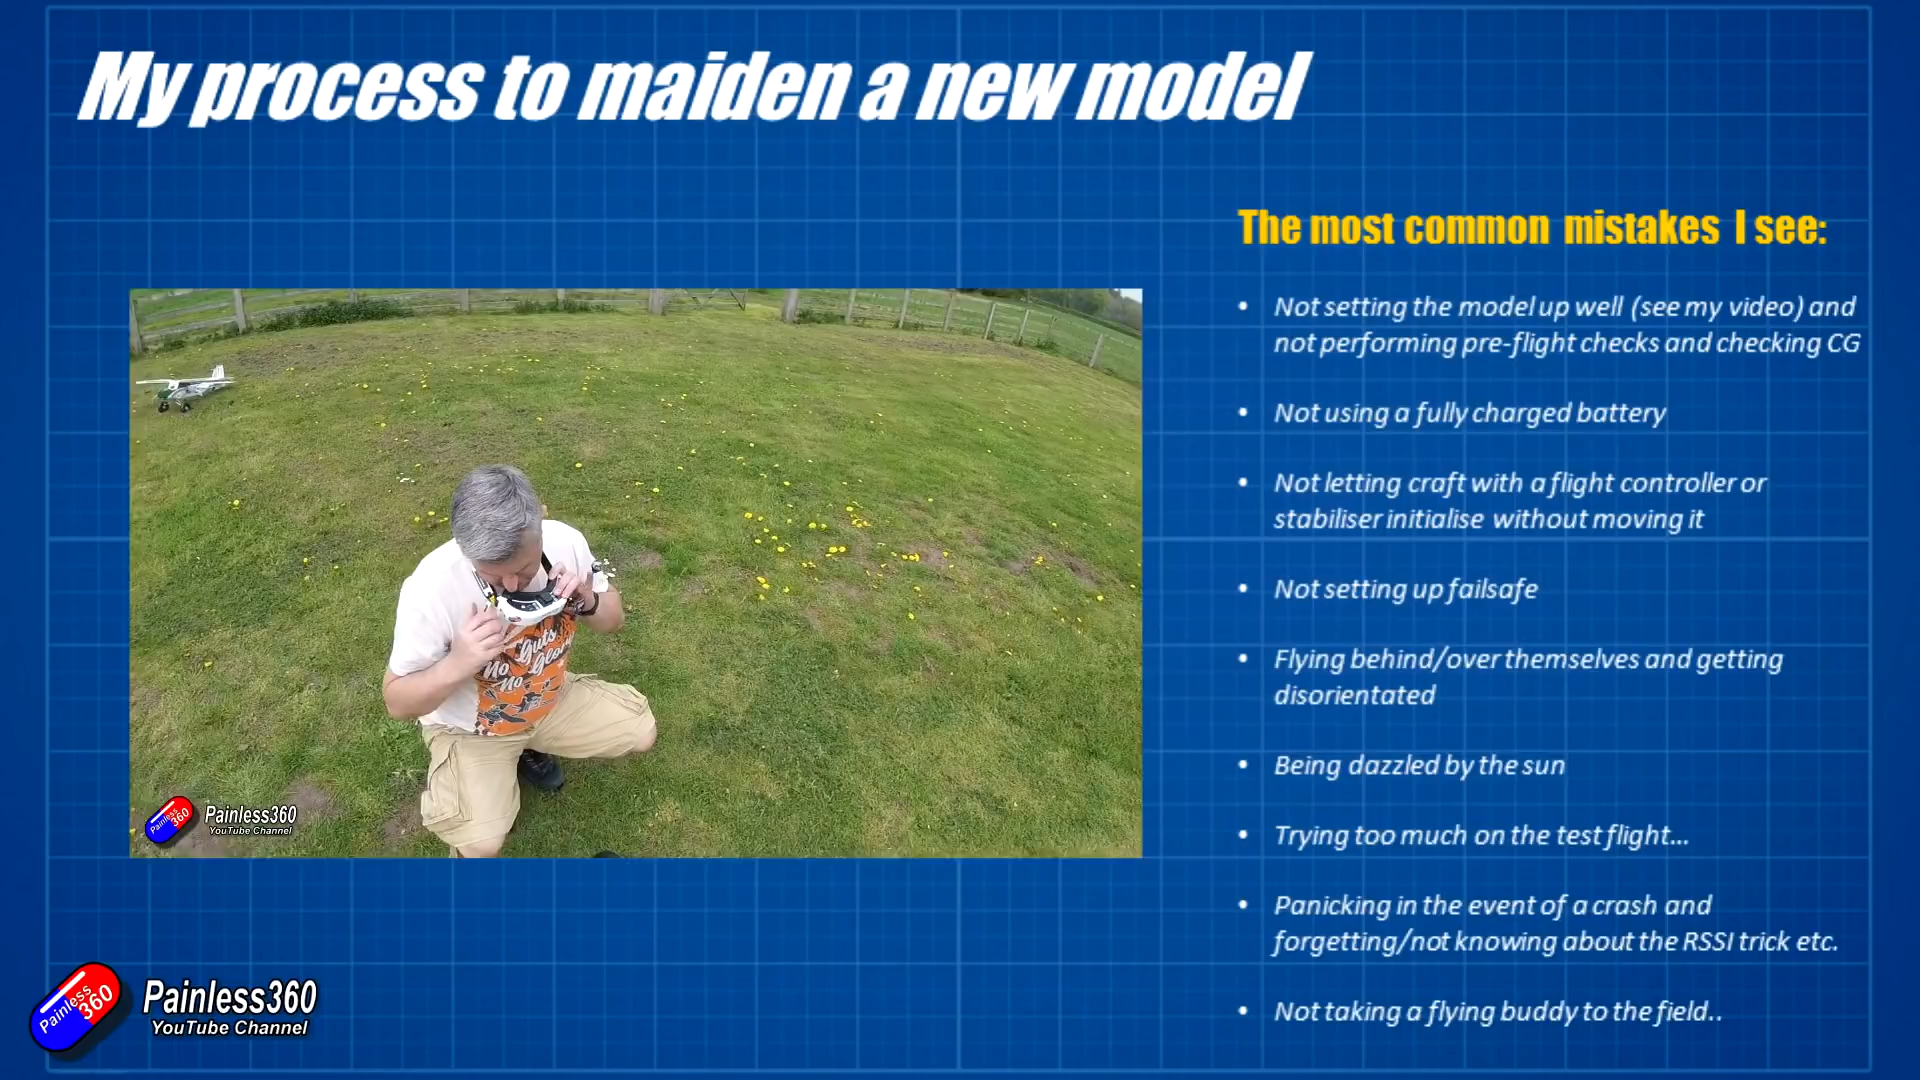 My process to maiden a new model
The most common mistakes I see:
• Not setting the model up well (see my video) and
not performing pre-flight checks and checking CG
• Not using a fully charged battery
• Not letting craft with a flight controller or
stabiliser initialise without moving it
• Not setting up failsafe
• Flying behind/over themselves and getting
disorientated
• Being dazzled by the sun
• Trying too much on the test flight...
• Panicking in the event of a crash and
forgetting/not knowing about the RSSI trick etc.
• Not taking a flying buddy to the field..
No Guts
No Glory
Painless
360
Painless360
YouTube Channel
Painless
360
Painless360
YouTube Channel